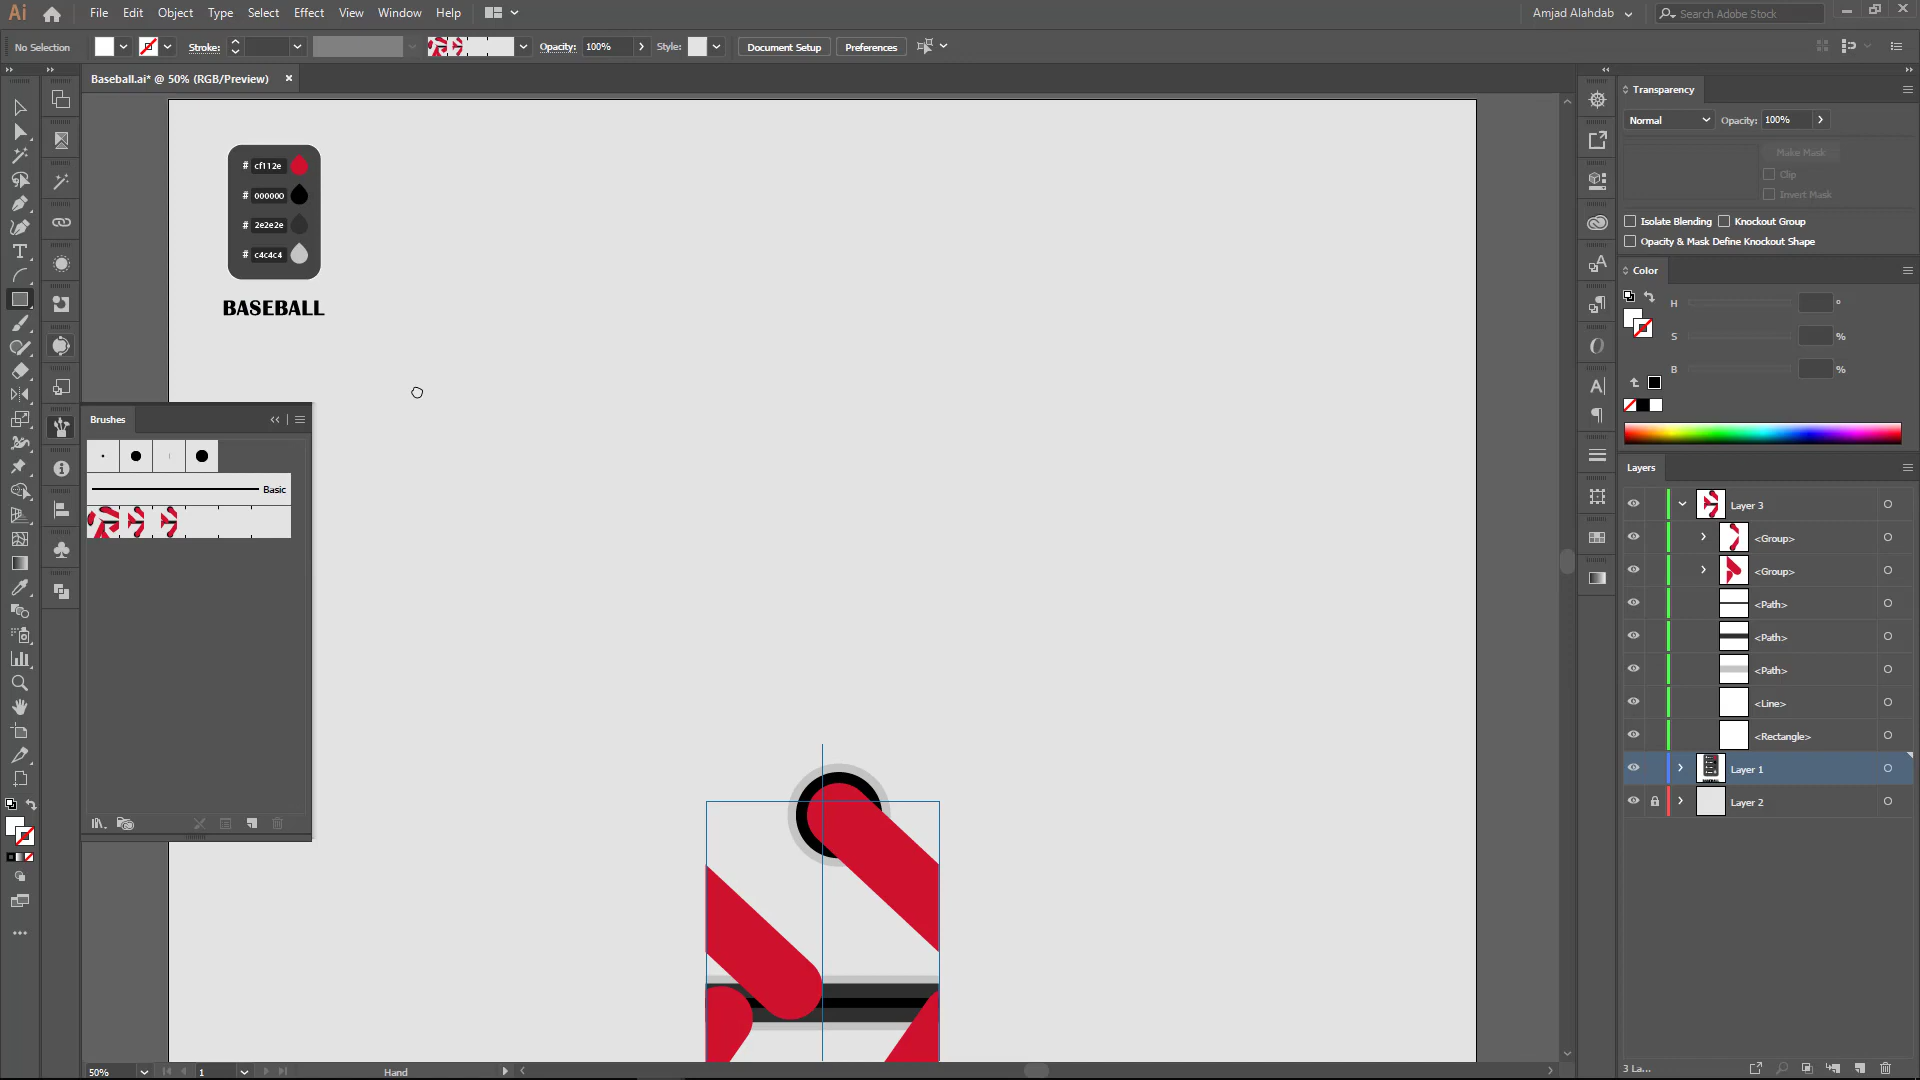 Ai File Edit Object Type Select Effect View Window Help Amjad Alahdab Search Adobe Stock
No Selection Stroke: Opacity: 100% Style: Document Setup Preferences
Baseball.ai* @ 50% (RGB/Preview)
Transparency
Normal Opacity: 100%
Make Mask
Clip
Invert Mask
Isolate Blending Knockout Group
Opacity & Mask Define Knockout Shape
Color
H °
S %
B %
# cf112e
# 000000
# 2e2e2e
# c4c4c4
BASEBALL
Brushes
Basic
Layers
Layer 3
<Group>
<Group>
<Path>
<Path>
<Path>
<Line>
<Rectangle>
Layer 1
Layer 2
50% 1 Hand
3 La...